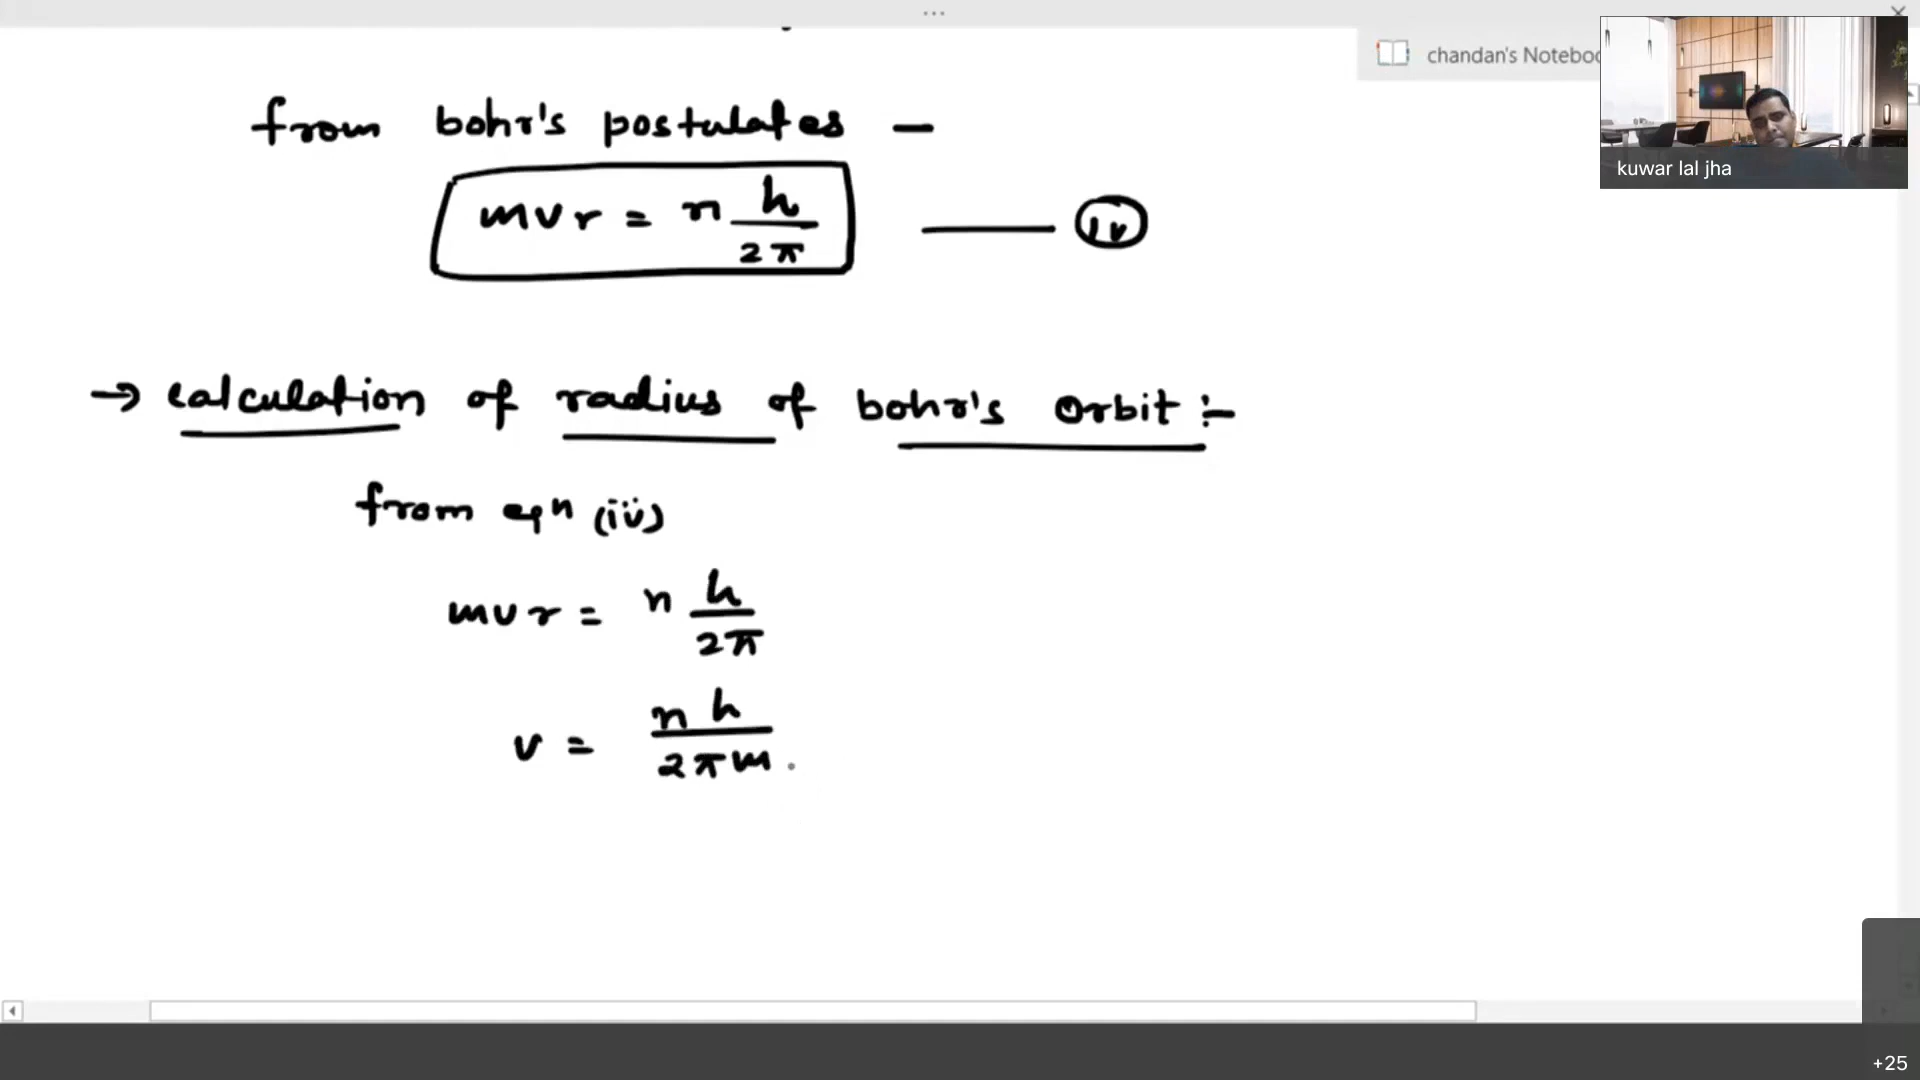 ...
chandan's Noteboo
kuwar lal jha
from bohr's postulates –
mvr = n h/2π — (iv)
→ calculation of radius of bohr's orbit :-
from eqn (iv)
mvr = n h/2π
v = nh/2πm
+25